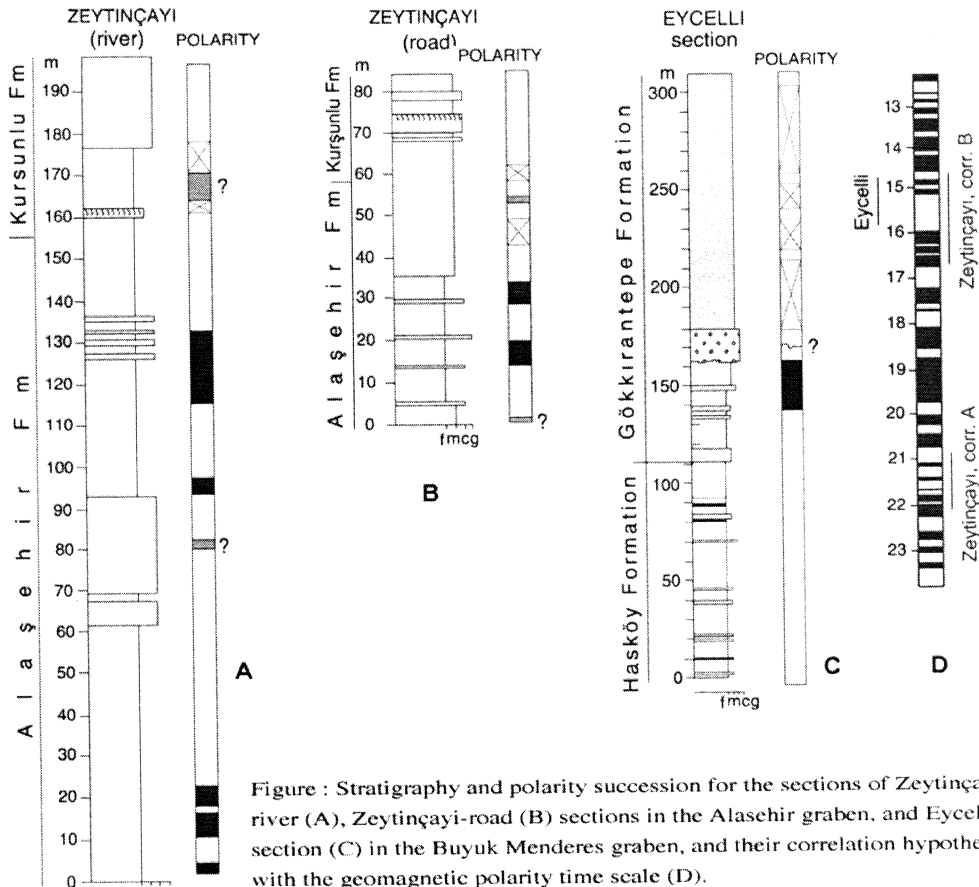 ZEYTINÇAYI
(river)
POLARITY
m
190
180
170
160
150
140
130
120
110
100
90
80
70
60
50
40
30
20
10
0
Kursunlu Fm
Alaşehir Fm
?
?
A
ZEYTINÇAYI
(road)
POLARITY
m
80
70
60
50
40
30
20
10
0
Kurşunlu Fm
Alaşehir Fm
fmcg
?
B
EYCELLI
section
POLARITY
m
300
250
200
150
100
50
0
Gökkırantepe Formation
Hasköy Formation
fmcg
?
C
13
14
15
16
17
18
19
20
21
22
23
Eycelli
Zeytinçayı, corr. B
Zeytinçayı, corr. A
D
Figure : Stratigraphy and polarity succession for the sections of Zeytinça
river (A), Zeytinçayi-road (B) sections in the Alasehir graben, and Eycel
section (C) in the Buyuk Menderes graben, and their correlation hypothe
with the geomagnetic polarity time scale (D).